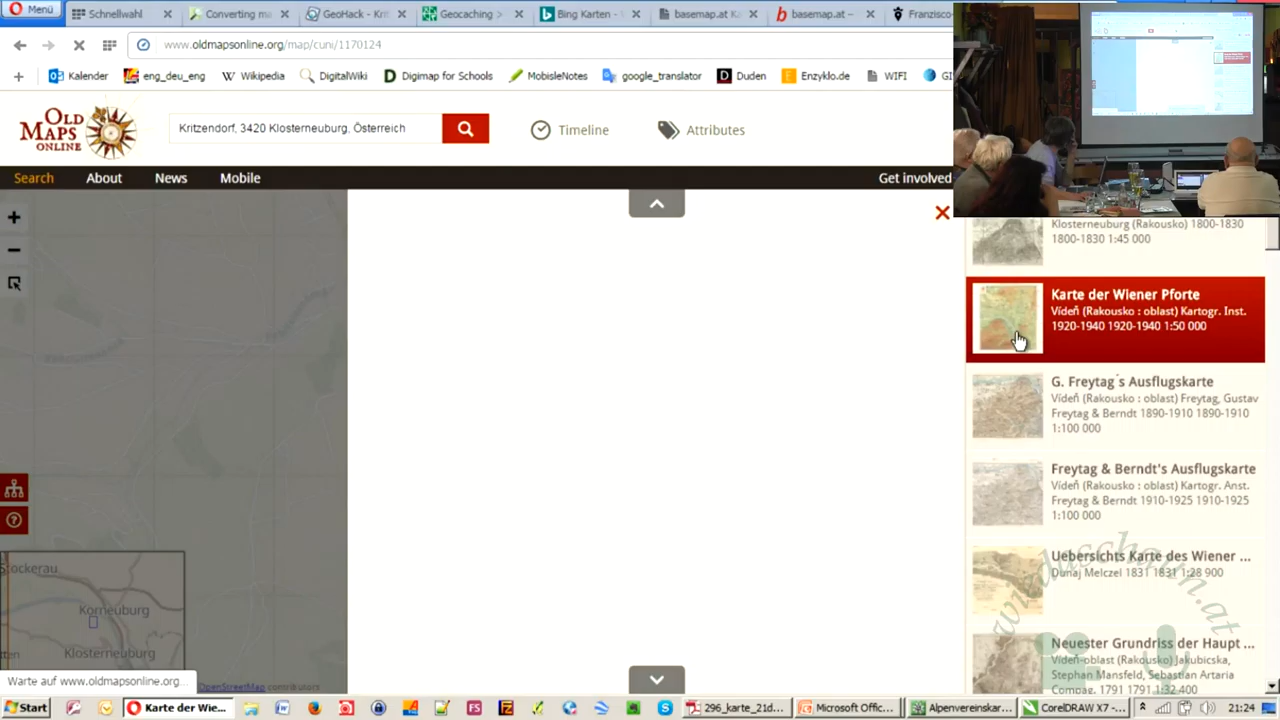 Menü
Schnellwahl
Converting mu
GeoHack - Krit
Geocaching >
Bing Karten -
basemap.at Ka
basemap.at –
Franzisco-
www.oldmapsonline.org/map/cuni/1170124
Kalender
eng_deu_eng
Wikipedia
DigitalWiki
Digimap for Schools
MobisleNotes
google_translator
Duden
Enzyklo.de
WIFI
GI
OLD MAPS ONLINE
Kritzendorf, 3420 Klosterneuburg, Österreich
Timeline
Attributes
Search
About
News
Mobile
Get involved
Klosterneuburg (Rakousko) 1800-1830
1800-1830 1:45 000
Karte der Wiener Pforte
Vídeň (Rakousko : oblast) Kartogr. Inst.
1920-1940 1920-1940 1:50 000
G. Freytag´s Ausflugskarte
Vídeň (Rakousko : oblast) Freytag, Gustav
Freytag & Berndt 1890-1910 1890-1910
1:100 000
Freytag & Berndt's Ausflugskarte
Vídeň (Rakousko : oblast) Kartogr. Anst.
Freytag & Berndt 1910-1925 1910-1925
1:100 000
Uebersichts Karte des Wiener ...
Dunaj Melczel 1831 1831 1:28 900
Neuester Grundriss der Haupt ...
Vídeň-oblast (Rakousko) Jakubicska,
Stephan Mansfeld, Sebastian Artaria
Compag. 1791 1791 1:32 400
www.dieschann.at
Stockerau
Korneuburg
Klosterneuburg
tten
Warte auf www.oldmapsonline.org...
OpenStreetMap contributors
Start
Karte der Wie...
296_karte_21d...
Microsoft Offic...
Alpenvereinskar...
CorelDRAW X7 -...
21:24